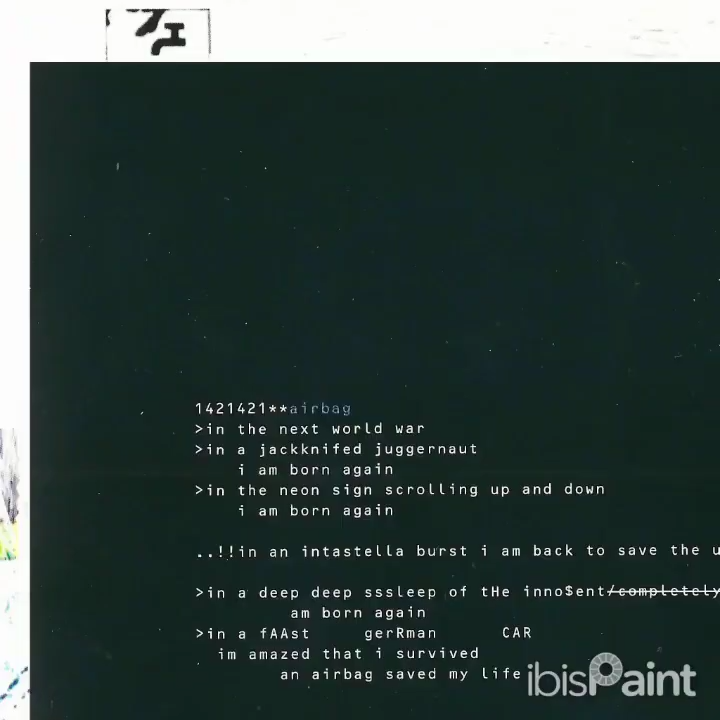 1421421**airbag
>in the next world war
>in a jackknifed juggernaut
i am born again
>in the neon sign scrolling up and down
i am born again
..!!in an intastella burst i am back to save the u
>in a deep deep sssleep of tHe inno$ent/completely
am born again
>in a fAAst gerRman CAR
im amazed that i survived
an airbag saved my life
ibisPaint